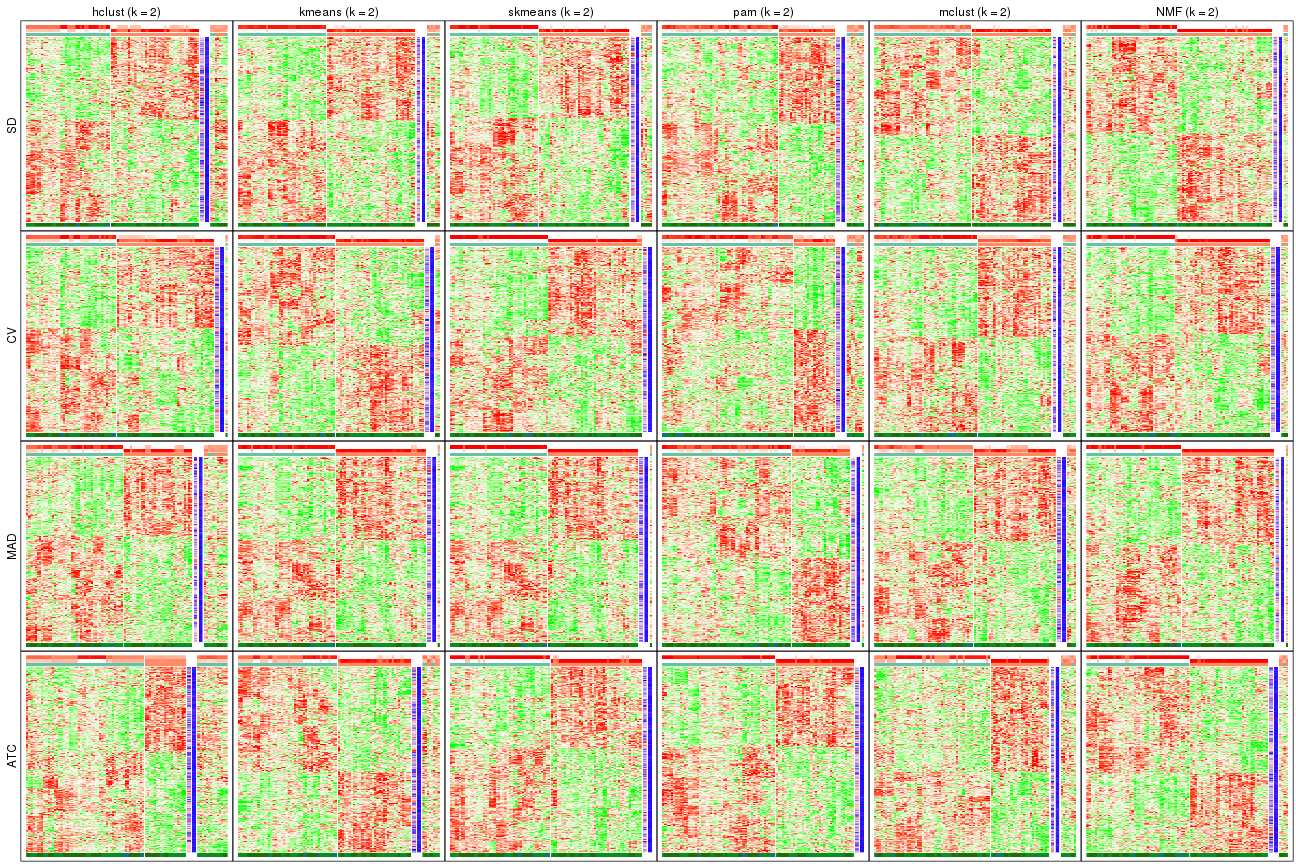 hclust (k = 2) kmeans (k = 2) skmeans (k = 2) pam (k = 2) mclust (k = 2) NMF (k = 2)
SD
CV
MAD
ATC